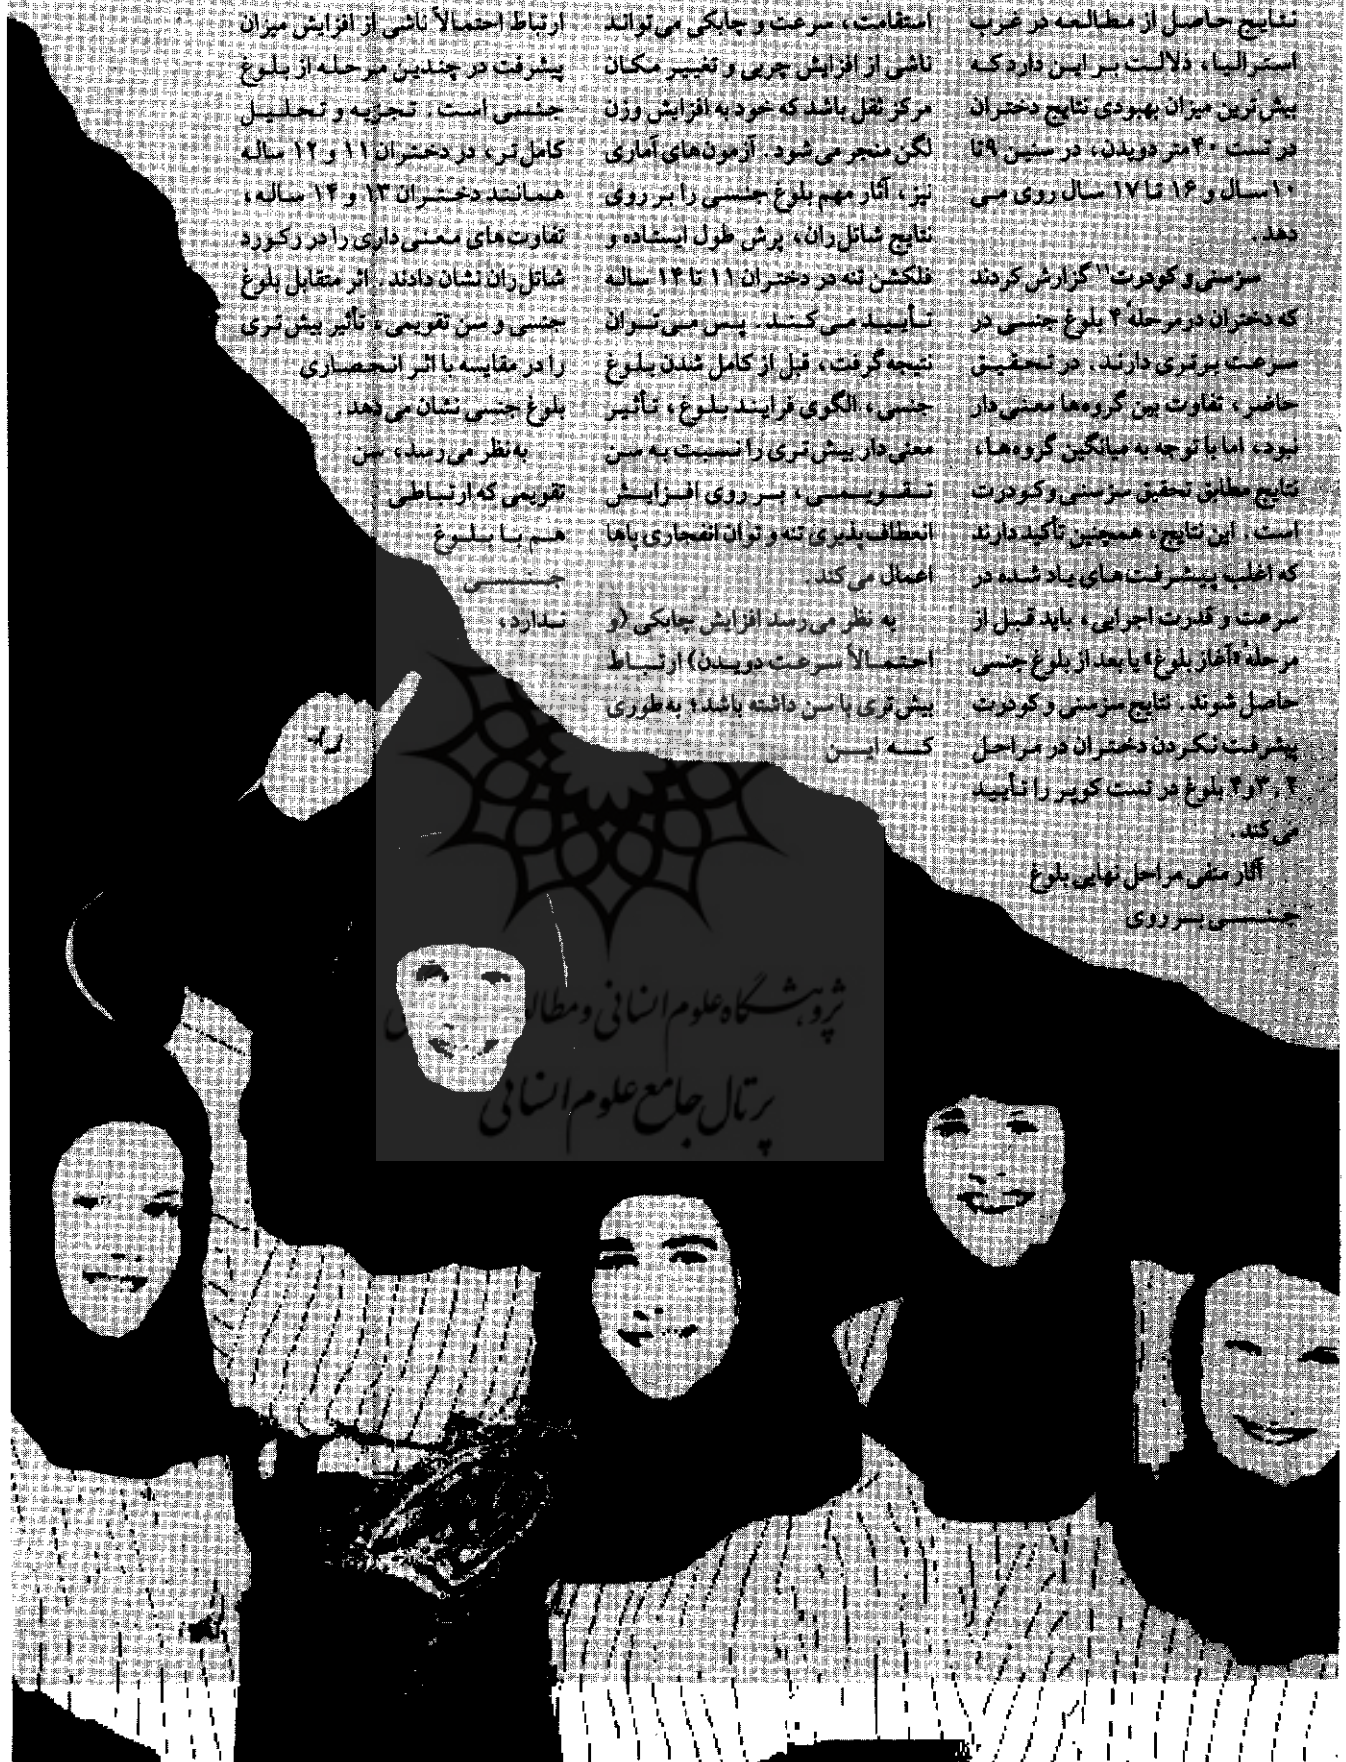 نتایج حاصل از مطالعه در غرب
استرالیا، دلالت بر این دارد که
بیش‌ترین میزان بهبودی نتایج دختران
در تست ۴۰ متر دویدن، در سنین ۹ تا
۱۰ سال و ۱۶ تا ۱۷ سال روی می
دهد.
سزسنی و کودرت¹¹ گزارش کردند
که دختران در مرحلهٔ ۴ بلوغ جنسی در
سرعت برتری دارند. در تحقیق
حاضر، تفاوت بین گروه‌ها معنی‌دار
نبود، اما با توجه به میانگین گروه‌ها،
نتایج مطابق تحقیق سزسنی و کودرت
است. این نتایج، همچنین تأکید دارند
که اغلب پیشرفت‌های یاد شده در
سرعت و قدرت اجرایی، باید قبل از
مرحلهٔ «آغاز بلوغ» یا بعد از بلوغ جنسی
حاصل شوند. نتایج سزسنی و کودرت
پیشرفت نکردن دختران در مراحل
۲، ۳ و ۴ بلوغ در تست کوپر را تأیید
می‌کند.
آثار منفی مراحل نهایی بلوغ
جنسی بر روی
استقامت، سرعت و چابکی می‌تواند
ناشی از افزایش چربی و تغییر مکان
مرکز ثقل باشد که خود به افزایش وزن
لگن منجر می‌شود. آزمون‌های آماری
نیز، آثار مهم بلوغ جنسی را بر روی
نتایج شاتل‌ران، پرش طول ایستاده و
فلکشن تنه در دختران ۱۱ تا ۱۴ ساله
تأیید می‌کنند. پس می‌توان
نتیجه گرفت، قبل از کامل شدن بلوغ
جنسی، الگوی فرایند بلوغ، تأثیر
معنی‌دار بیش‌تری را نسبت به سن
تقویمی، بر روی افزایش
انعطاف‌پذیری تنه و توان انفجاری پاها
اعمال می‌کند.
به نظر می‌رسد افزایش چابکی (و
احتمالاً سرعت دویدن) ارتباط
بیش‌تری با سن داشته باشد؛ به‌طوری
که این
ارتباط احتمالاً ناشی از افزایش میزان
پیشرفت در چندین مرحله از بلوغ
جنسی است. تجزیه و تحلیل
کامل‌تر، در دختران ۱۱ و ۱۲ ساله
همانند دختران ۱۳ و ۱۴ ساله،
تفاوت‌های معنی‌داری را در رکورد
شاتل‌ران نشان دادند. اثر متقابل بلوغ
جنسی و سن تقویمی، تأثیر بیش‌تری
را در مقایسه با اثر انحصاری
بلوغ جنسی نشان می‌دهد.
به‌نظر می‌رسد، سن
تقویمی که ارتباطی
هم با بلوغ
جنسی
ندارد،
پژوهشگاه علوم انسانی و مطالعات
پرتال جامع علوم انسانی